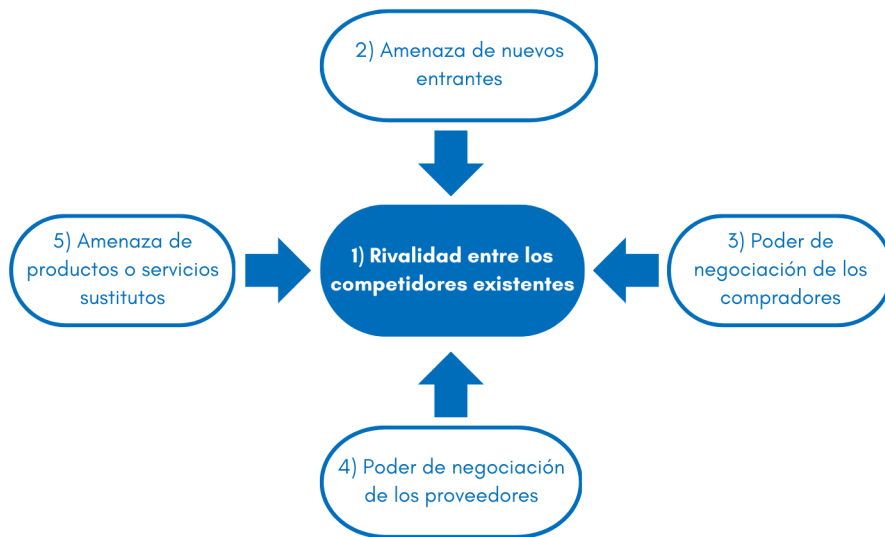 2) Amenaza de nuevos
entrantes
5) Amenaza de
productos o servicios
sustitutos
1) Rivalidad entre los
competidores existentes
3) Poder de
negociación de los
compradores
4) Poder de negociación
de los proveedores